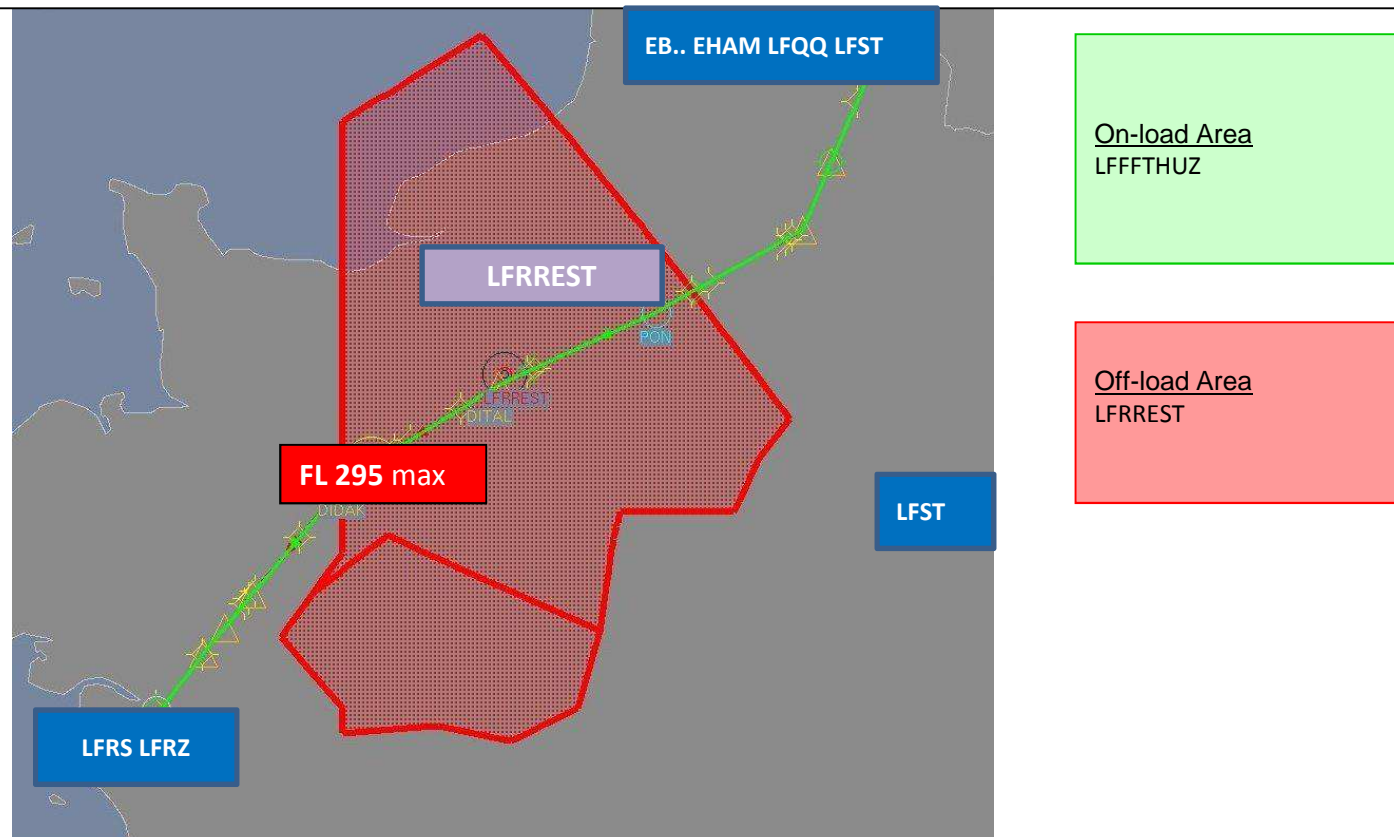 EB.. EHAM LFQQ LFST
On-load Area
LFFFTHUZ
LFRREST
PON
Off-load Area
LFRREST
LFRREST
DITAL
FL 295 max
DIDAK
LFST
LFRS LFRZ